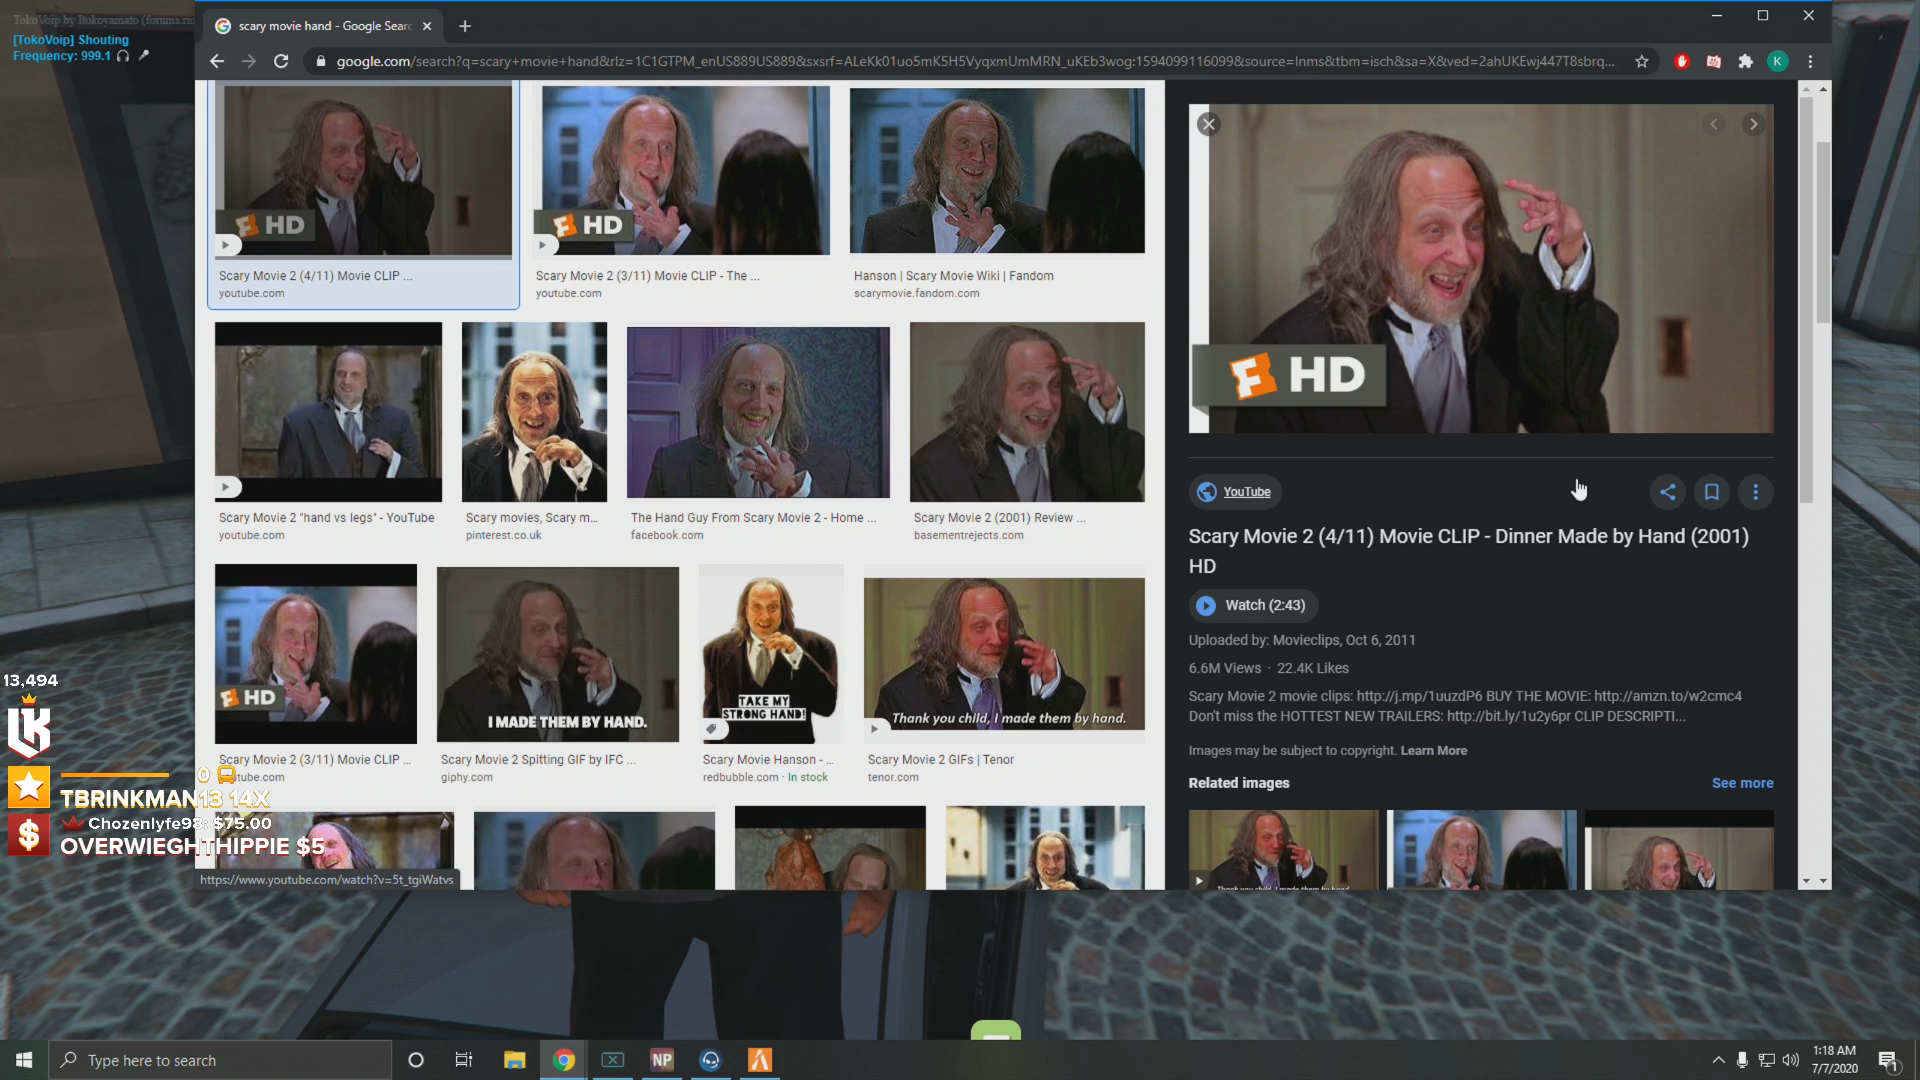 TokoVoip by Itokoyamato (forums.rm
[TokoVoip] Shouting
Frequency: 999.1
scary movie hand - Google Searc
google.com/search?q=scary+movie+hand&rlz=1C1GTPM_enUS889US889&sxsrf=ALeKk01uo5mK5H5VyqxmUmMRN_uKEb3wog:1594099116099&source=lnms&tbm=isch&sa=X&ved=2ahUKEwj447T8sbrq...
K
HD
Scary Movie 2 (4/11) Movie CLIP ...
youtube.com
HD
Scary Movie 2 (3/11) Movie CLIP - The ...
youtube.com
Hanson | Scary Movie Wiki | Fandom
scarymovie.fandom.com
Scary Movie 2 "hand vs legs" - YouTube
youtube.com
Scary movies, Scary m...
pinterest.co.uk
The Hand Guy From Scary Movie 2 - Home ...
facebook.com
Scary Movie 2 (2001) Review ...
basementrejects.com
HD
Scary Movie 2 (3/11) Movie CLIP ...
I MADE THEM BY HAND.
Scary Movie 2 Spitting GIF by IFC ...
giphy.com
TAKE MY
STRONG HAND!
Scary Movie Hanson - ...
redbubble.com · In stock
Thank you child, I made them by hand.
Scary Movie 2 GIFs | Tenor
tenor.com
HD
YouTube
Scary Movie 2 (4/11) Movie CLIP - Dinner Made by Hand (2001)
HD
Watch (2:43)
Uploaded by: Movieclips, Oct 6, 2011
6.6M Views · 22.4K Likes
Scary Movie 2 movie clips: http://j.mp/1uuzdP6 BUY THE MOVIE: http://amzn.to/w2cmc4
Don't miss the HOTTEST NEW TRAILERS: http://bit.ly/1u2y6pr CLIP DESCRIPTI...
Images may be subject to copyright. Learn More
Related images
See more
Thank you child, I made them by hand.
13,494
0
TBRINKMAN13 14X
Chozenlyfe98: $75.00
OVERWIEGHTHIPPIE $5
https://www.youtube.com/watch?v=5t_tgiWatvs
Type here to search
NP
1:18 AM
7/7/2020
1